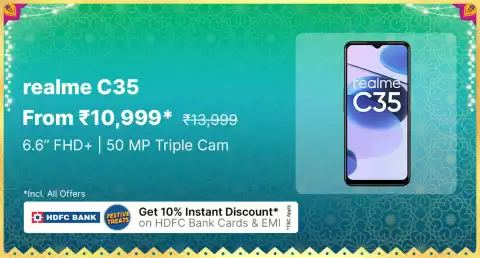 realme C35
From ₹10,999* ₹13,999
6.6” FHD+ | 50 MP Triple Cam
realme
C35
*Incl. All Offers
HDFC BANK
FESTIVE
TREATS
Get 10% Instant Discount*
on HDFC Bank Cards & EMI
*T&C Apply